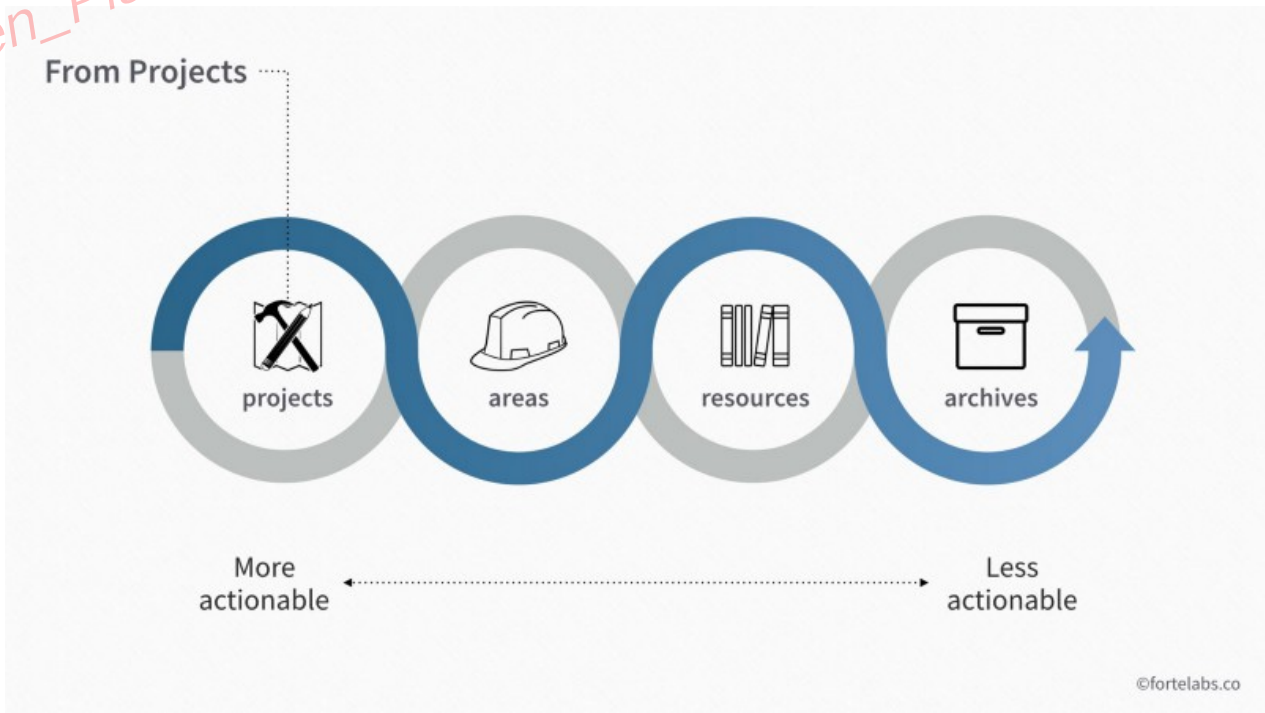 From Projects
projects
areas
resources
archives
More
actionable
Less
actionable
©fortelabs.co